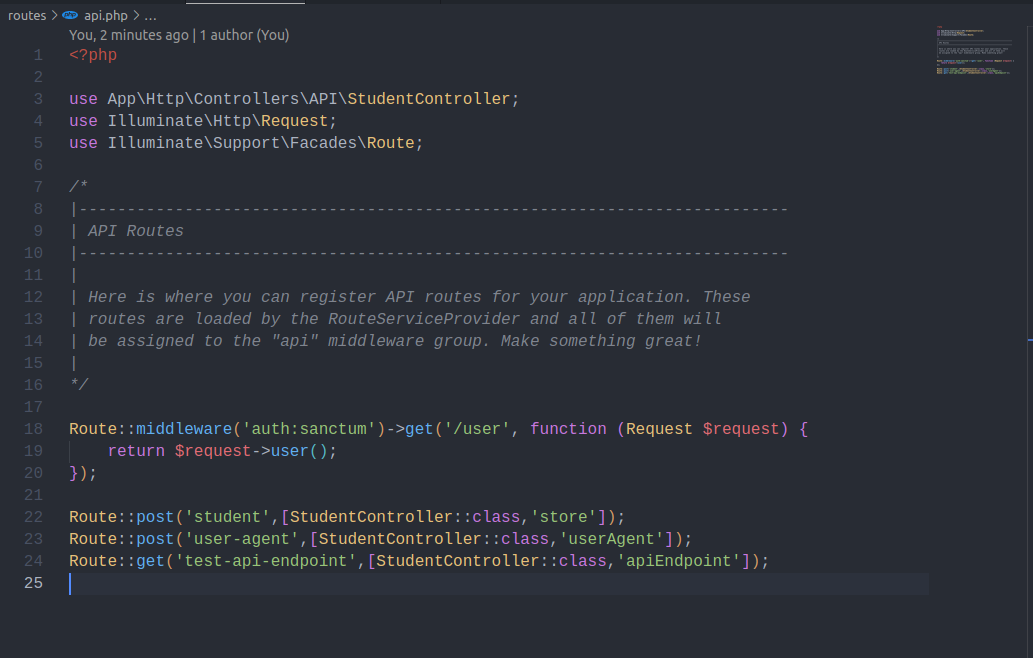 routes > php api.php > ...
You, 2 minutes ago | 1 author (You)
1 <?php
2
3 use App\Http\Controllers\API\StudentController;
4 use Illuminate\Http\Request;
5 use Illuminate\Support\Facades\Route;
6
7 /*
8 |--------------------------------------------------------------------------
9 | API Routes
10 |--------------------------------------------------------------------------
11 |
12 | Here is where you can register API routes for your application. These
13 | routes are loaded by the RouteServiceProvider and all of them will
14 | be assigned to the "api" middleware group. Make something great!
15 |
16 */
17
18 Route::middleware('auth:sanctum')->get('/user', function (Request $request) {
19     return $request->user();
20 });
21
22 Route::post('student',[StudentController::class,'store']);
23 Route::post('user-agent',[StudentController::class,'userAgent']);
24 Route::get('test-api-endpoint',[StudentController::class,'apiEndpoint']);
25